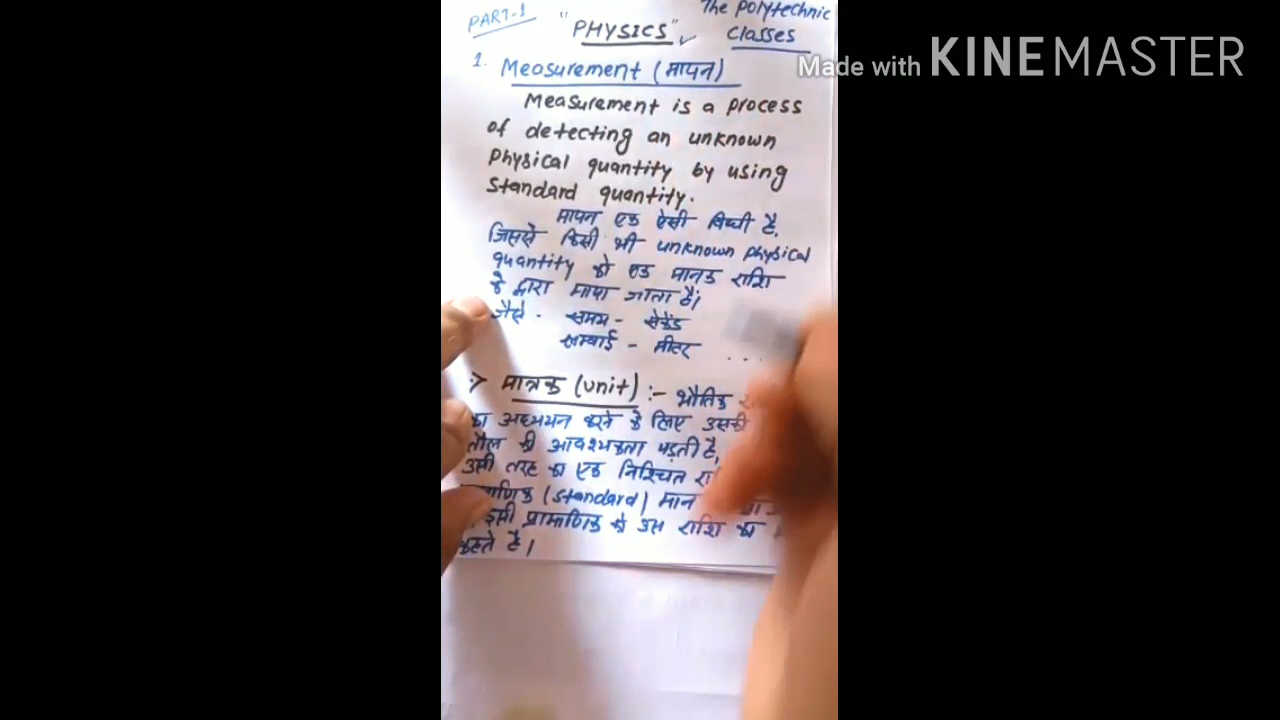 PART-1
The Polytechnic
"PHYSICS" Classes
Made with KINEMASTER
1. Measurement (मापन)
Measurement is a process
of detecting an unknown
Physical quantity by using
Standard quantity.
मापन एक ऐसी विधी है,
जिससे किसी भी unknown physical
quantity को एक मानक राशि
के द्वारा मापा जाता है।
जैसे - समय - सेकेंड
लम्बाई - मीटर ....
मात्रक (unit) :- भौतिक
का अध्ययन करने के लिए उसकी
तौल की आवश्यकता पड़ती है,
उसी तरह का एक निश्चित
(standard) मान
इसी प्रामाणिक को उस राशि का
कहते है।